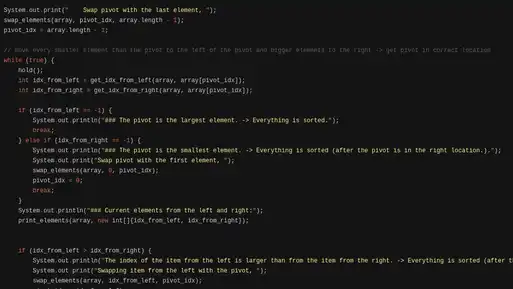 System.out.print("    Swap pivot with the last element, ");
swap_elements(array, pivot_idx, array.length - 1);
pivot_idx = array.length - 1;
// move every smaller element than the pivot to the left of the pivot and bigger elements to the right -> get pivot in correct location
while (true) {
hold();
int idx_from_left = get_idx_from_left(array, array[pivot_idx]);
int idx_from_right = get_idx_from_right(array, array[pivot_idx]);
if (idx_from_left == -1) {
System.out.println("### The pivot is the largest element. -> Everything is sorted.");
break;
} else if (idx_from_right == -1) {
System.out.println("### The pivot is the smallest element. -> Everything is sorted (after the pivot is in the right location.).");
System.out.print("Swap pivot with the first element, ");
swap_elements(array, 0, pivot_idx);
pivot_idx = 0;
break;
}
System.out.println("### Current elements from the left and right:");
print_elements(array, new int[]{idx_from_left, idx_from_right});
if (idx_from_left > idx_from_right) {
System.out.println("The index of the item from the left is larger than from the item from the right. -> Everything is sorted (after th
System.out.print("Swapping item from the left with the pivot, ");
swap_elements(array, idx_from_left, pivot_idx);